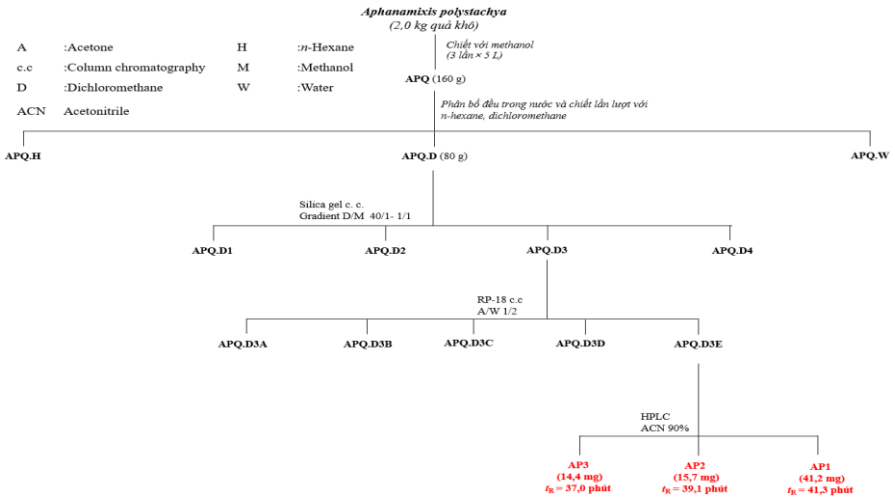 Aphanamixis polystachya
(2,0 kg quả khô)
A :Acetone H :n-Hexane
c.c :Column chromatography M :Methanol
D :Dichloromethane W :Water
ACN Acetonitrile
Chiết với methanol
(3 lần × 5 L)
APQ (160 g)
Phân bố đều trong nước và chiết lần lượt với
n-hexane, dichloromethane
APQ.H APQ.D (80 g) APQ.W
Silica gel c. c.
Gradient D/M 40/1- 1/1
APQ.D1 APQ.D2 APQ.D3 APQ.D4
RP-18 c.c
A/W 1/2
APQ.D3A APQ.D3B APQ.D3C APQ.D3D APQ.D3E
HPLC
ACN 90%
AP3 AP2 AP1
(14,4 mg) (15,7 mg) (41,2 mg)
tR = 37,0 phút tR = 39,1 phút tR = 41,3 phút